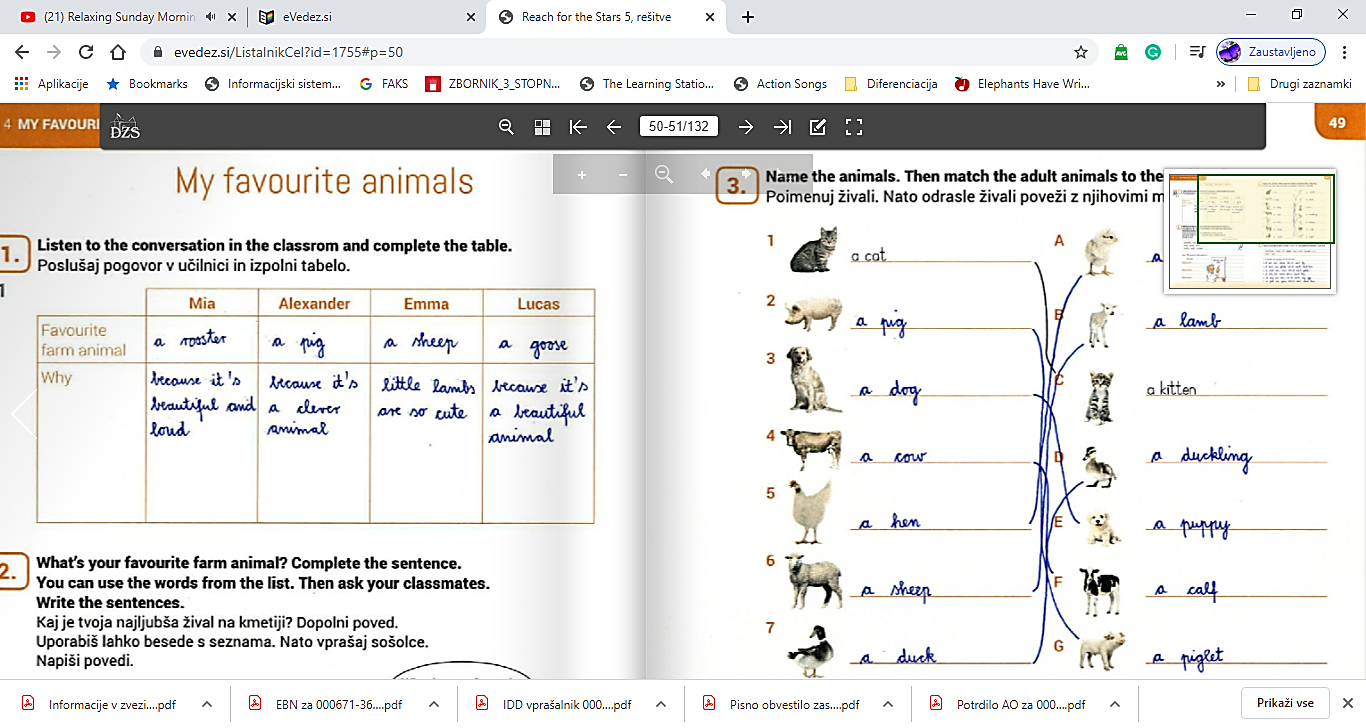 (21) Relaxing Sunday Mornin
eVedez.si
Reach for the Stars 5, rešitve
evedez.si/ListalnikCel?id=1755#p=50
Zaustavljeno
Aplikacije
Bookmarks
Informacijski sistem...
FAKS
ZBORNIK_3_STOPN...
The Learning Statio...
Action Songs
Diferenciacija
Elephants Have Wri...
»
Drugi zaznamki
4 MY FAVOURI
DZS
50-51/132
49
My favourite animals
1.
Listen to the conversation in the classrom and complete the table.
Poslušaj pogovor v učilnici in izpolni tabelo.
1
Mia Alexander Emma Lucas
Favourite
farm animal
a rooster a pig a sheep a goose
Why
because it's
beautiful and
loud
because it's
a clever
animal
little lambs
are so cute
because it's
a beautiful
animal
2.
What's your favourite farm animal? Complete the sentence.
You can use the words from the list. Then ask your classmates.
Write the sentences.
Kaj je tvoja najljubša žival na kmetiji? Dopolni poved.
Uporabiš lahko besede s seznama. Nato vprašaj sošolce.
Napiši povedi.
3.
Name the animals. Then match the adult animals to the
Poimenuj živali. Nato odrasle živali poveži z njihovimi m
1 a cat
2 a pig
3 a dog
4 a cow
5 a hen
6 a sheep
7 a duck
A a
B a lamb
C a kitten
D a duckling
E a puppy
F a calf
G a piglet
Informacije v zvezi....pdf
EBN za 000671-36....pdf
IDD vprašalnik 000....pdf
Pisno obvestilo zas....pdf
Potrdilo AO za 000....pdf
Prikaži vse